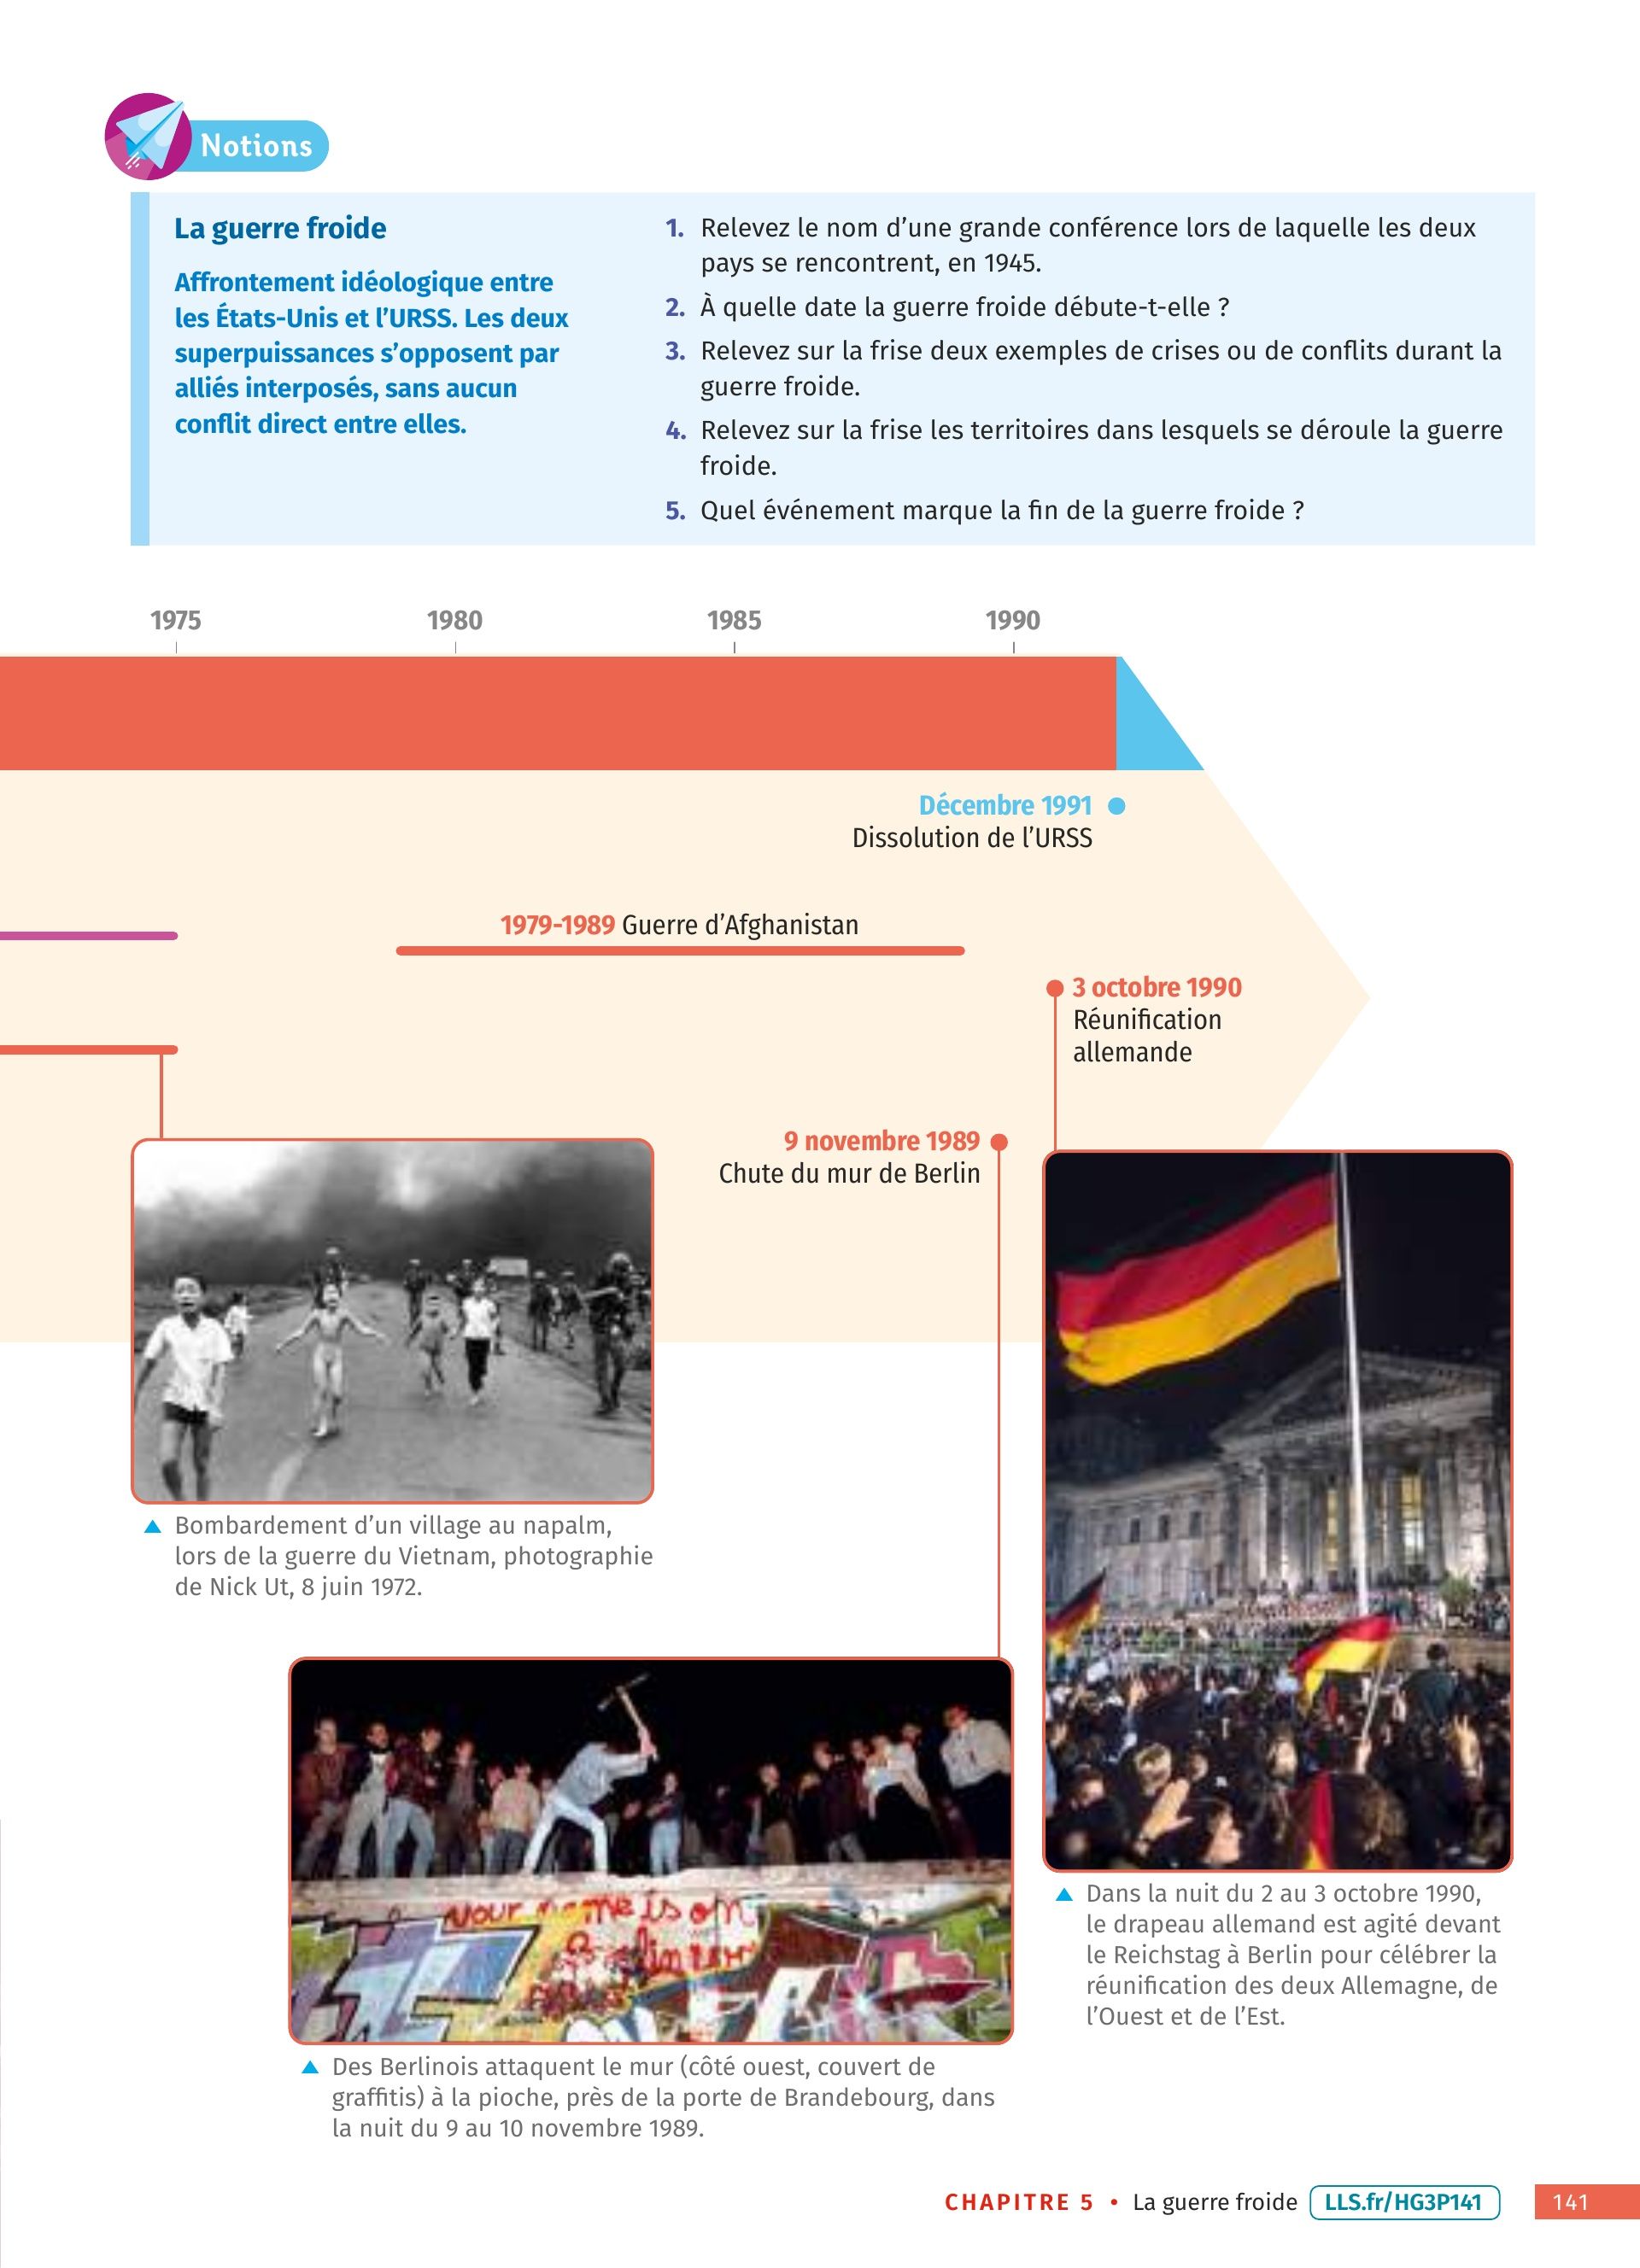 Notions
La guerre froide
Affrontement idéologique entre
les États-Unis et l’URSS. Les deux
superpuissances s’opposent par
alliés interposés, sans aucun
conflit direct entre elles.
1. Relevez le nom d’une grande conférence lors de laquelle les deux
pays se rencontrent, en 1945.
2. À quelle date la guerre froide débute-t-elle ?
3. Relevez sur la frise deux exemples de crises ou de conflits durant la
guerre froide.
4. Relevez sur la frise les territoires dans lesquels se déroule la guerre
froide.
5. Quel événement marque la fin de la guerre froide ?
1975 1980 1985 1990
Décembre 1991
Dissolution de l’URSS
1979-1989 Guerre d’Afghanistan
3 octobre 1990
Réunification
allemande
9 novembre 1989
Chute du mur de Berlin
▲ Bombardement d’un village au napalm,
lors de la guerre du Vietnam, photographie
de Nick Ut, 8 juin 1972.
your is on
▲ Dans la nuit du 2 au 3 octobre 1990,
le drapeau allemand est agité devant
le Reichstag à Berlin pour célébrer la
réunification des deux Allemagne, de
l’Ouest et de l’Est.
▲ Des Berlinois attaquent le mur (côté ouest, couvert de
graffitis) à la pioche, près de la porte de Brandebourg, dans
la nuit du 9 au 10 novembre 1989.
CHAPITRE 5 • La guerre froide LLS.fr/HG3P141 141